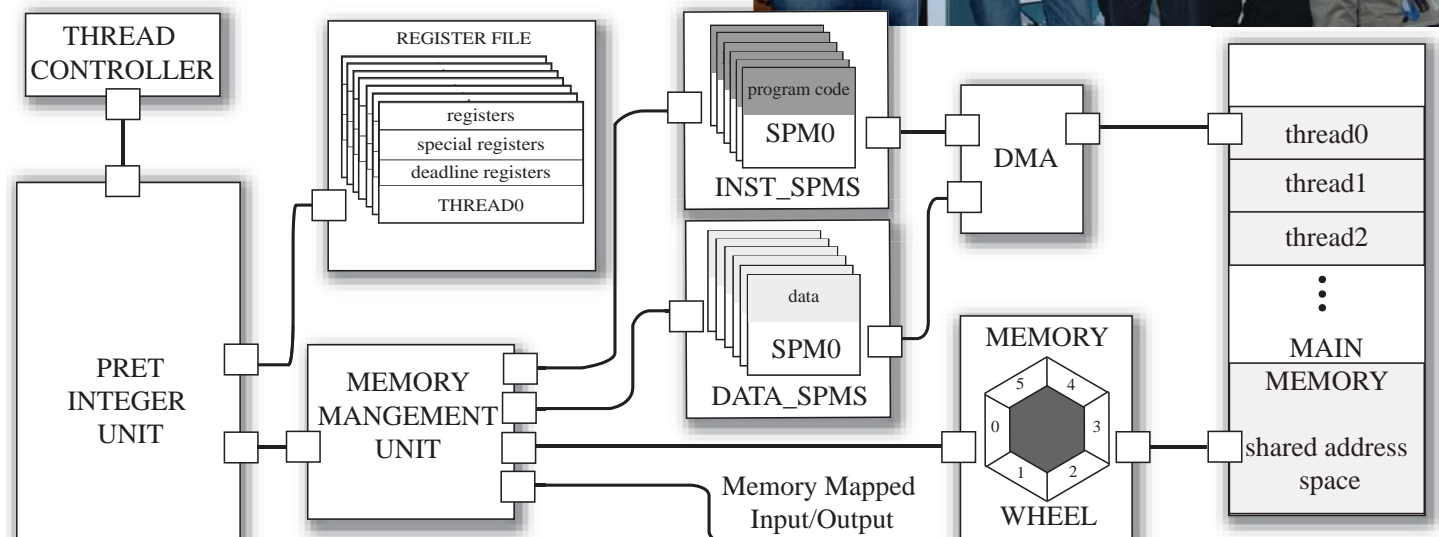 THREAD
CONTROLLER
REGISTER FILE
registers
special registers
deadline registers
THREAD0
program code
SPM0
INST_SPMS
DMA
thread0
thread1
thread2
MAIN
MEMORY
shared address
space
data
SPM0
DATA_SPMS
PRET
INTEGER
UNIT
MEMORY
MANGEMENT
UNIT
MEMORY
5 4
0 3
1 2
WHEEL
Memory Mapped
Input/Output